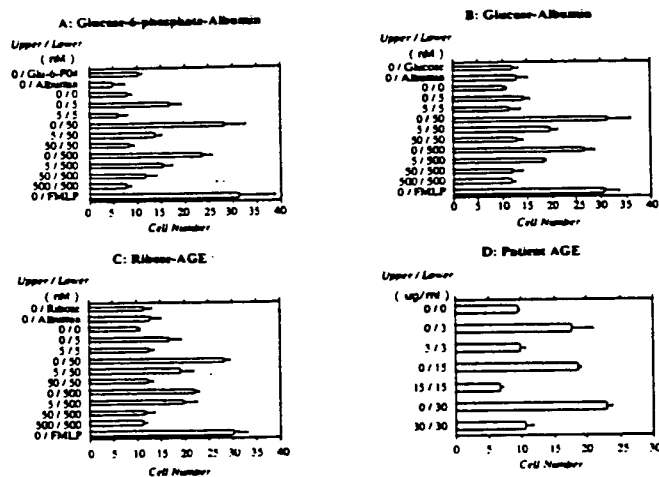 A: Glucose-6-phosphate-Albumin
Upper / Lower
( nM )
0 / Glu-6-PO4
0 / Albumin
0 / 0
0 / 5
5 / 5
0 / 50
5 / 50
50 / 50
0 / 500
5 / 500
50 / 500
500 / 500
0 / FMLP
0 5 10 15 20 25 30 35 40
Cell Number
B: Glucose-Albumin
Upper / Lower
( nM )
0 / Glucose
0 / Albumin
0 / 0
0 / 5
5 / 5
0 / 50
5 / 50
50 / 50
0 / 500
5 / 500
50 / 500
500 / 500
0 / FMLP
0 5 10 15 20 25 30 35 40
Cell Number
C: Ribose-AGE
Upper / Lower
( nM )
0 / Ribose
0 / Albumin
0 / 0
0 / 5
5 / 5
0 / 50
5 / 50
50 / 50
0 / 500
5 / 500
50 / 500
500 / 500
0 / FMLP
0 5 10 15 20 25 30 35 40
Cell Number
D: Patient AGE
Upper / Lower
( ug/ml )
0 / 0
0 / 3
3 / 3
0 / 15
15 / 15
0 / 30
30 / 30
0 5 10 15 20 25 30
Cell Number